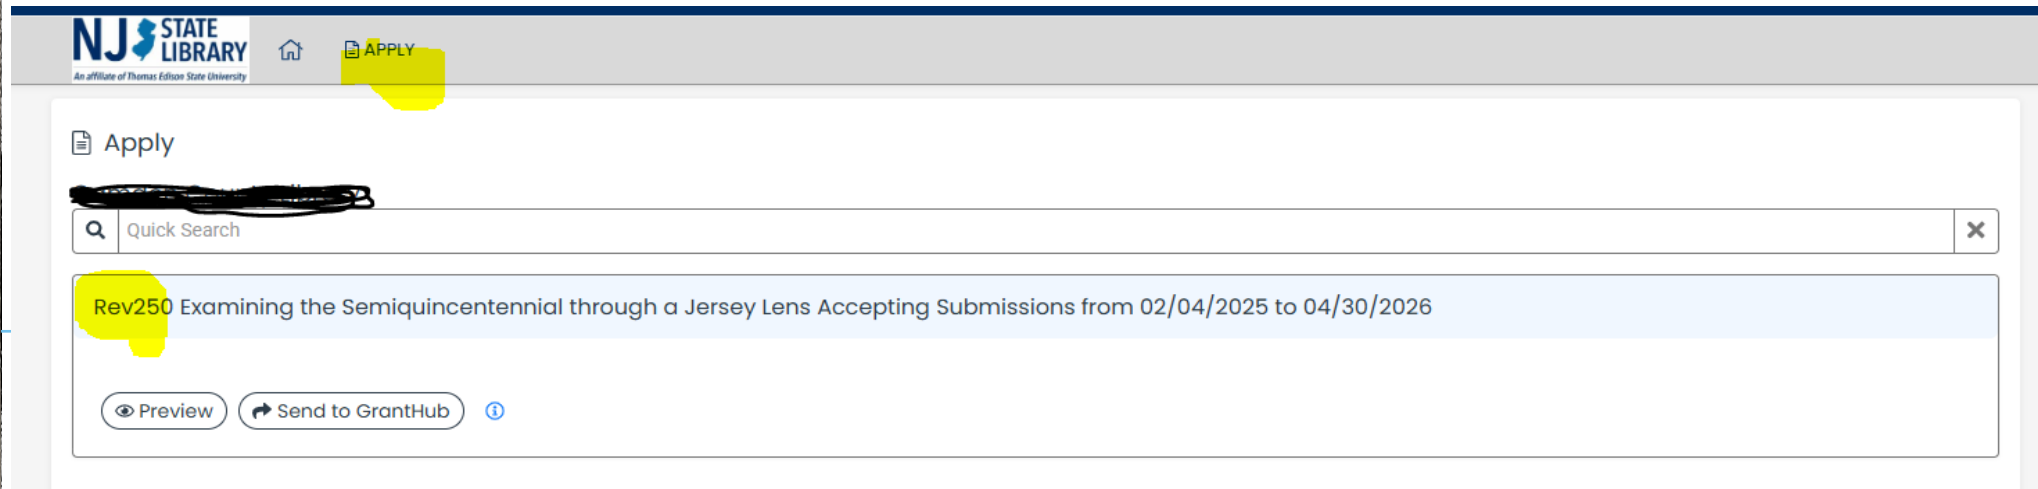 NJ STATE LIBRARY
An affiliate of Thomas Edison State University
APPLY
Apply
Quick Search
Rev250 Examining the Semiquincentennial through a Jersey Lens Accepting Submissions from 02/04/2025 to 04/30/2026
Preview
Send to GrantHub